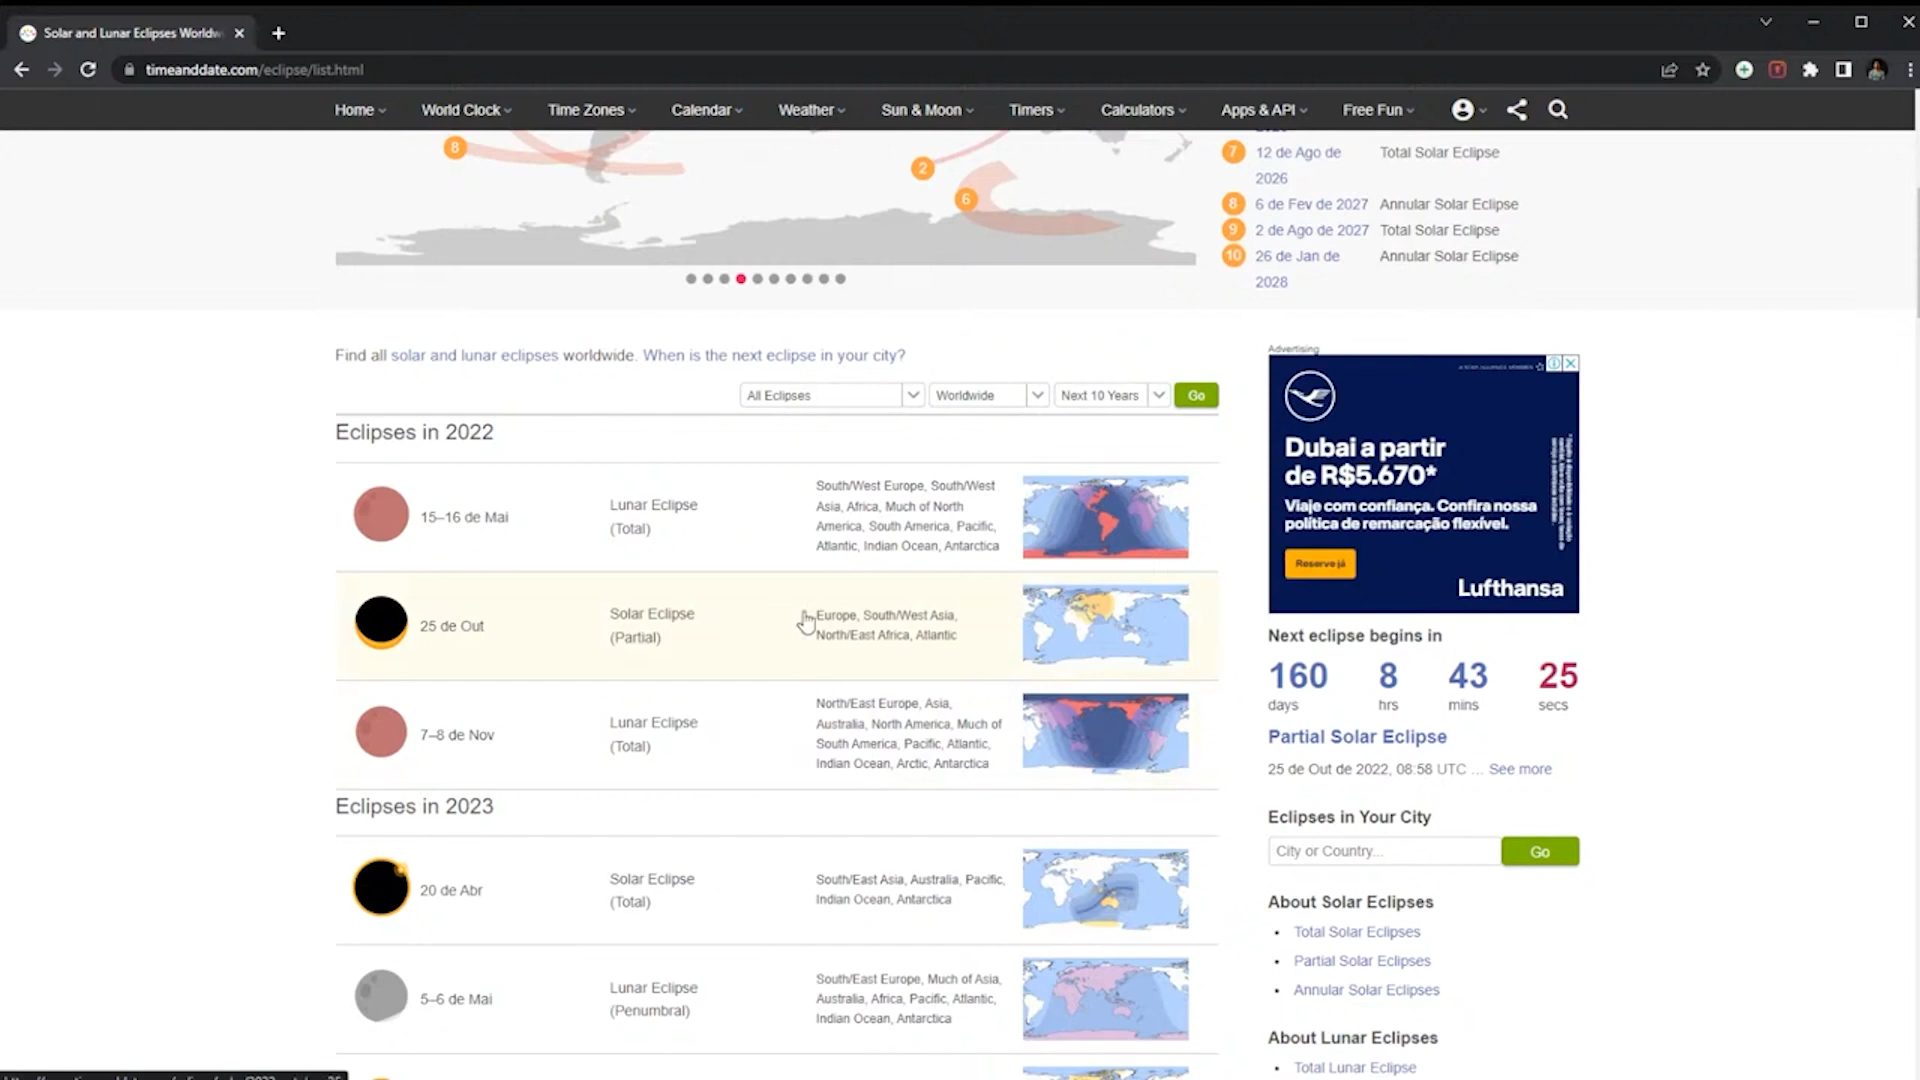 Solar and Lunar Eclipses Worldw
timeanddate.com/eclipse/list.html
Home
World Clock
Time Zones
Calendar
Weather
Sun & Moon
Timers
Calculators
Apps & API
Free Fun
8
2
6
7 12 de Ago de Total Solar Eclipse
2026
8 6 de Fev de 2027 Annular Solar Eclipse
9 2 de Ago de 2027 Total Solar Eclipse
10 26 de Jan de Annular Solar Eclipse
2028
Find all solar and lunar eclipses worldwide. When is the next eclipse in your city?
All Eclipses
Worldwide
Next 10 Years
Go
Eclipses in 2022
15–16 de Mai
Lunar Eclipse
(Total)
South/West Europe, South/West
Asia, Africa, Much of North
America, South America, Pacific,
Atlantic, Indian Ocean, Antarctica
25 de Out
Solar Eclipse
(Partial)
Europe, South/West Asia,
North/East Africa, Atlantic
7–8 de Nov
Lunar Eclipse
(Total)
North/East Europe, Asia,
Australia, North America, Much of
South America, Pacific, Atlantic,
Indian Ocean, Arctic, Antarctica
Eclipses in 2023
20 de Abr
Solar Eclipse
(Total)
South/East Asia, Australia, Pacific,
Indian Ocean, Antarctica
5–6 de Mai
Lunar Eclipse
(Penumbral)
South/East Europe, Much of Asia,
Australia, Africa, Pacific, Atlantic,
Indian Ocean, Antarctica
Advertising
Dubai a partir
de R$5.670*
Viaje com confiança. Confira nossa
política de remarcação flexível.
Reserve já
Lufthansa
Next eclipse begins in
160 8 43 25
days hrs mins secs
Partial Solar Eclipse
25 de Out de 2022, 08:58 UTC ... See more
Eclipses in Your City
City or Country...
Go
About Solar Eclipses
• Total Solar Eclipses
• Partial Solar Eclipses
• Annular Solar Eclipses
About Lunar Eclipses
• Total Lunar Eclipse